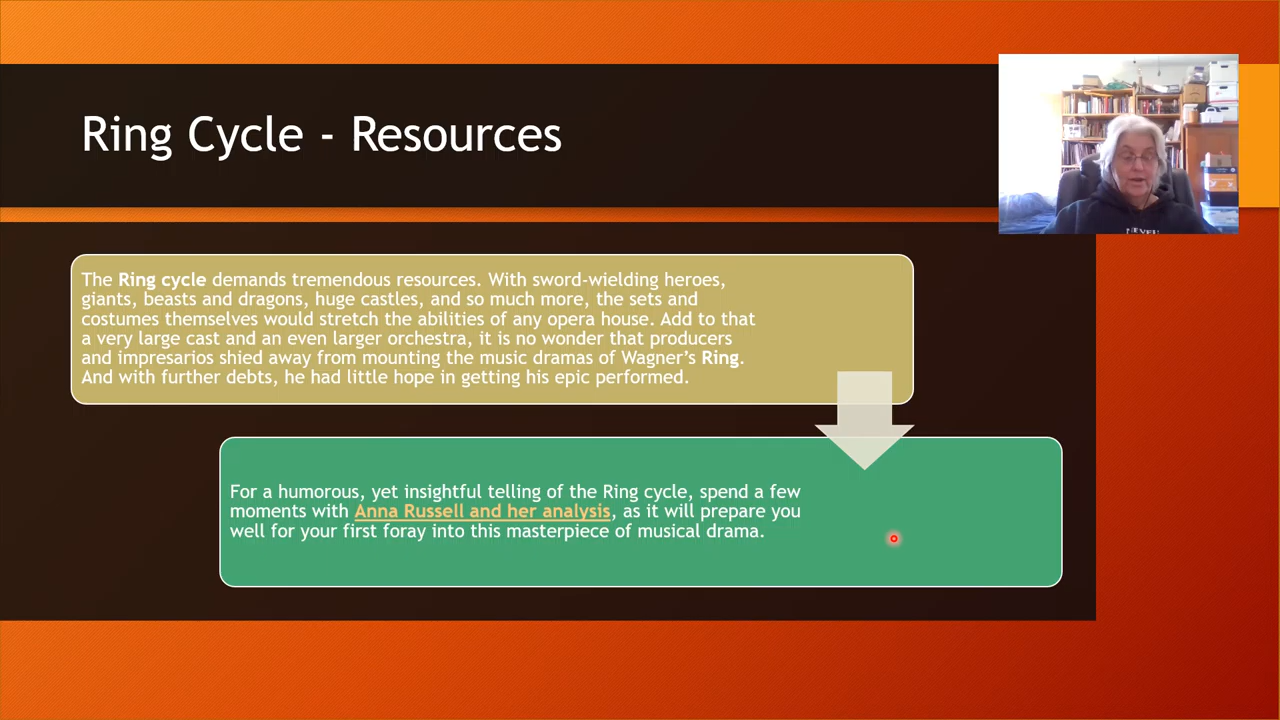 Ring Cycle - Resources
The Ring cycle demands tremendous resources. With sword-wielding heroes,
giants, beasts and dragons, huge castles, and so much more, the sets and
costumes themselves would stretch the abilities of any opera house. Add to that
a very large cast and an even larger orchestra, it is no wonder that producers
and impresarios shied away from mounting the music dramas of Wagner’s Ring.
And with further debts, he had little hope in getting his epic performed.
For a humorous, yet insightful telling of the Ring cycle, spend a few
moments with Anna Russell and her analysis, as it will prepare you
well for your first foray into this masterpiece of musical drama.